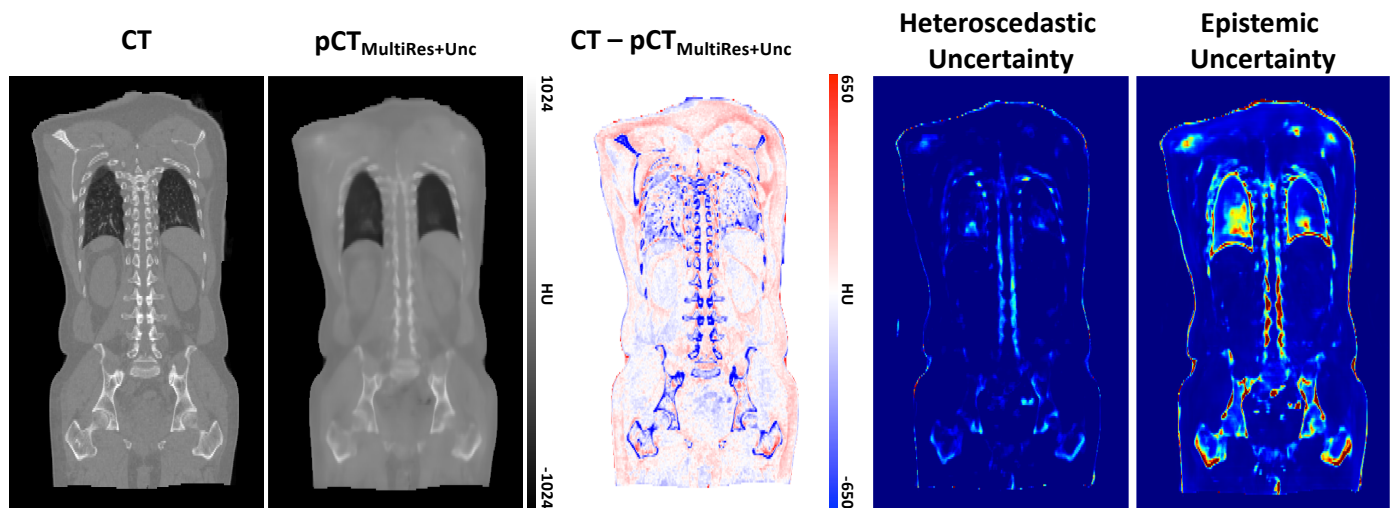 CT
pCT_MultiRes+Unc
CT – pCT_MultiRes+Unc
Heteroscedastic
Uncertainty
Epistemic
Uncertainty
1024
HU
-1024
650
HU
-650